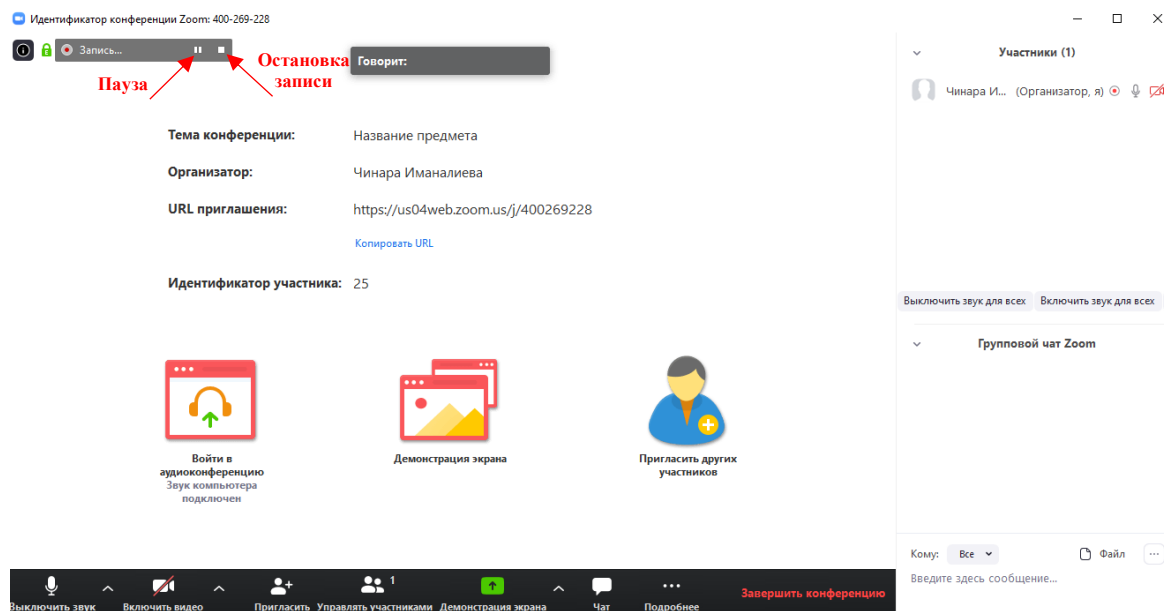 Идентификатор конференции Zoom: 400-269-228
Запись...
Пауза
Остановка
записи
Говорит:
Тема конференции: Название предмета
Организатор: Чинара Иманалиева
URL приглашения: https://us04web.zoom.us/j/400269228
Копировать URL
Идентификатор участника: 25
Войти в
аудиоконференцию
Звук компьютера
подключен
Демонстрация экрана
Пригласить других
участников
Участники (1)
Чинара И... (Организатор, я)
Выключить звук для всех Включить звук для всех
Групповой чат Zoom
Кому: Все Файл ...
Введите здесь сообщение...
1
Выключить звук Включить видео Пригласить Управлять участниками Демонстрация экрана Чат Подробнее Завершить конференцию